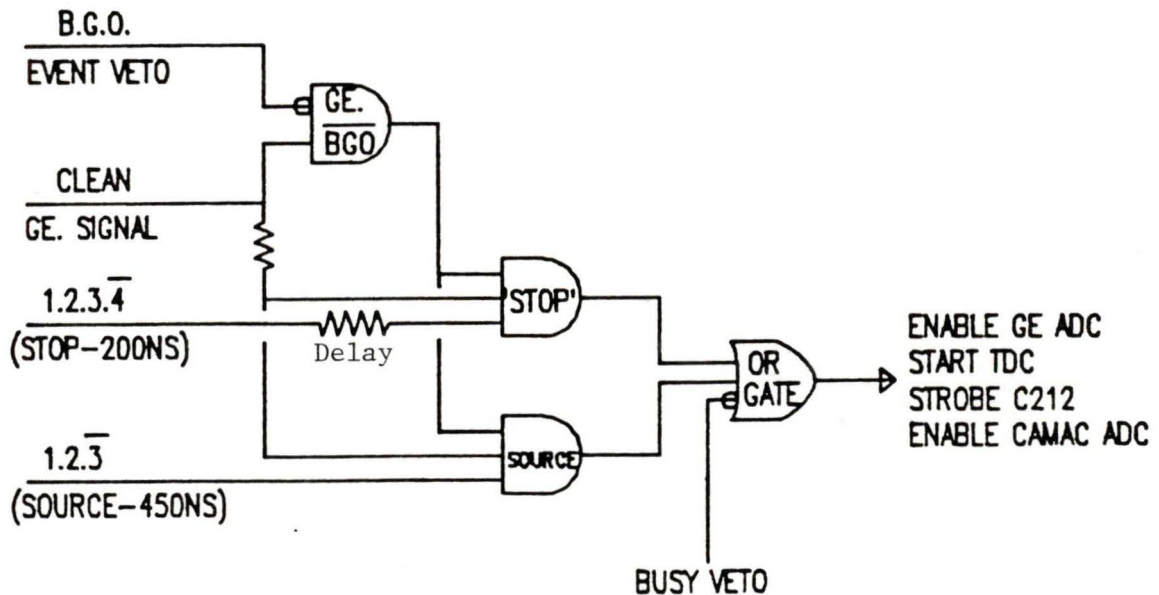 B.G.O.
EVENT VETO
GE.
B̅G̅O̅
CLEAN
GE. SIGNAL
1.2.3.4̅
(STOP-200NS)
Delay
'STOP'
1.2.3̅
(SOURCE-450NS)
SOURCE
OR
GATE
ENABLE GE ADC
START TDC
STROBE C212
ENABLE CAMAC ADC
BUSY VETO